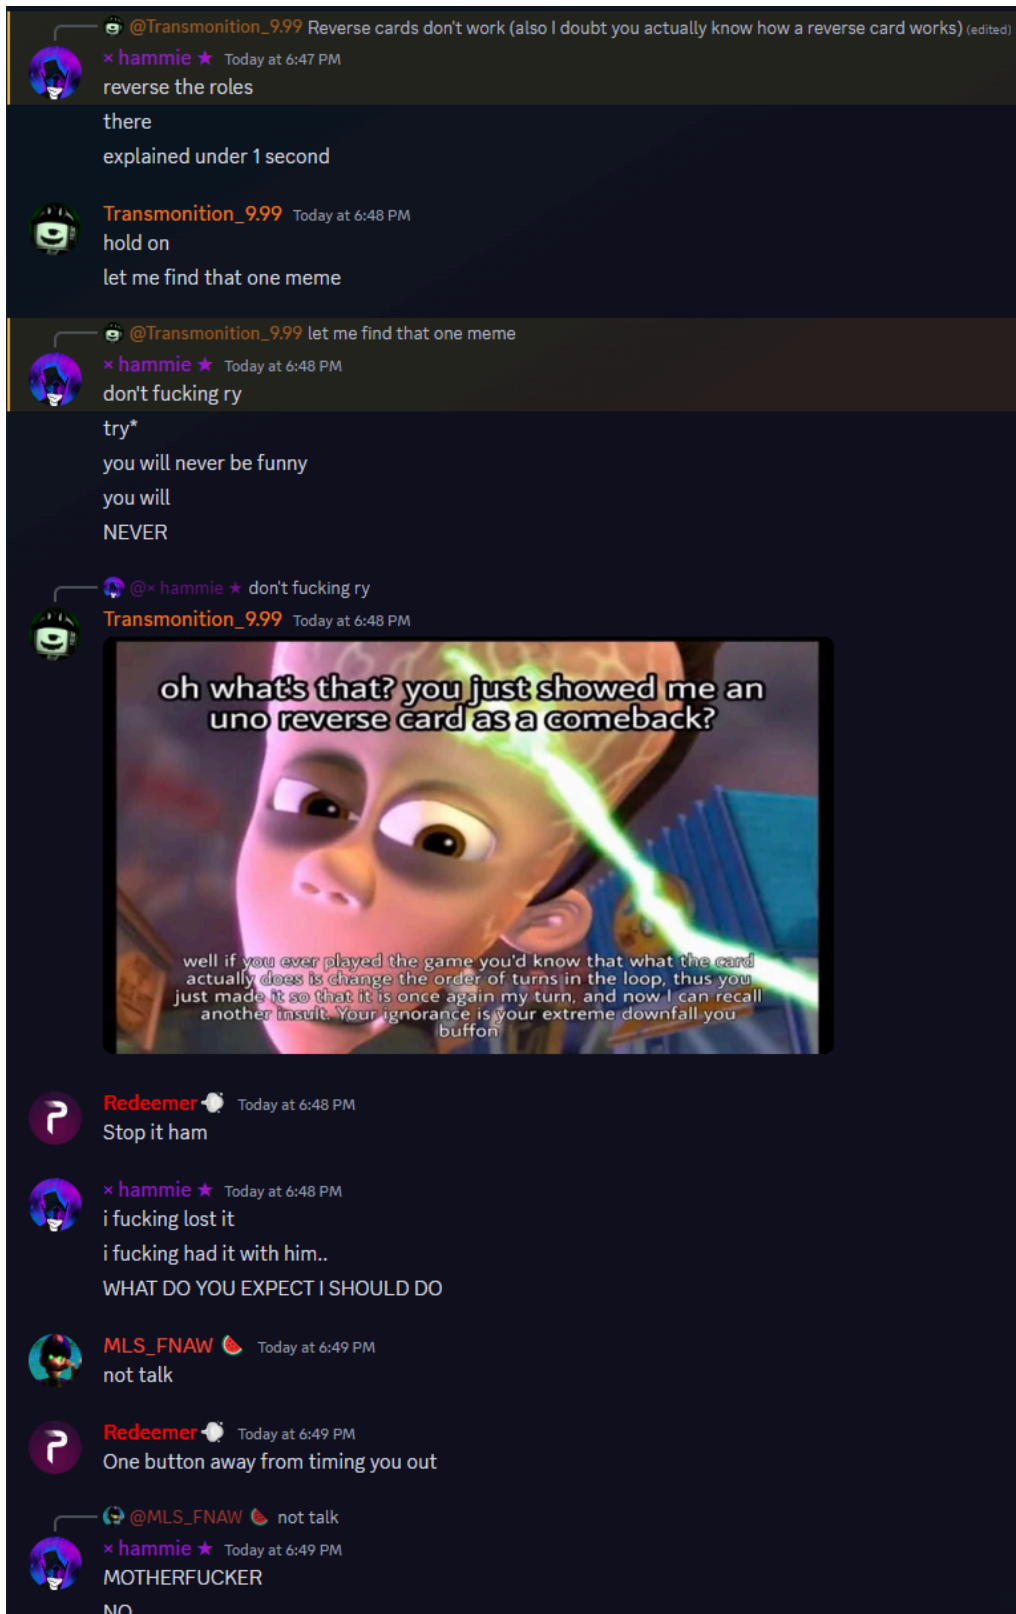 @Transmonition_9.99 Reverse cards don't work (also I doubt you actually know how a reverse card works) (edited)
× hammie ★ Today at 6:47 PM
reverse the roles
there
explained under 1 second
Transmonition_9.99 Today at 6:48 PM
hold on
let me find that one meme
@Transmonition_9.99 let me find that one meme
× hammie ★ Today at 6:48 PM
don't fucking ry
try*
you will never be funny
you will
NEVER
@× hammie ★ don't fucking ry
Transmonition_9.99 Today at 6:48 PM
oh what's that? you just showed me an
uno reverse card as a comeback?
well if you ever played the game you'd know that what the card
actually does is change the order of turns in the loop, thus you
just made it so that it is once again my turn, and now I can recall
another insult. Your ignorance is your extreme downfall you
buffon
Redeemer Today at 6:48 PM
Stop it ham
× hammie ★ Today at 6:48 PM
i fucking lost it
i fucking had it with him..
WHAT DO YOU EXPECT I SHOULD DO
MLS_FNAW 🍉 Today at 6:49 PM
not talk
Redeemer Today at 6:49 PM
One button away from timing you out
@MLS_FNAW 🍉 not talk
× hammie ★ Today at 6:49 PM
MOTHERFUCKER
NO